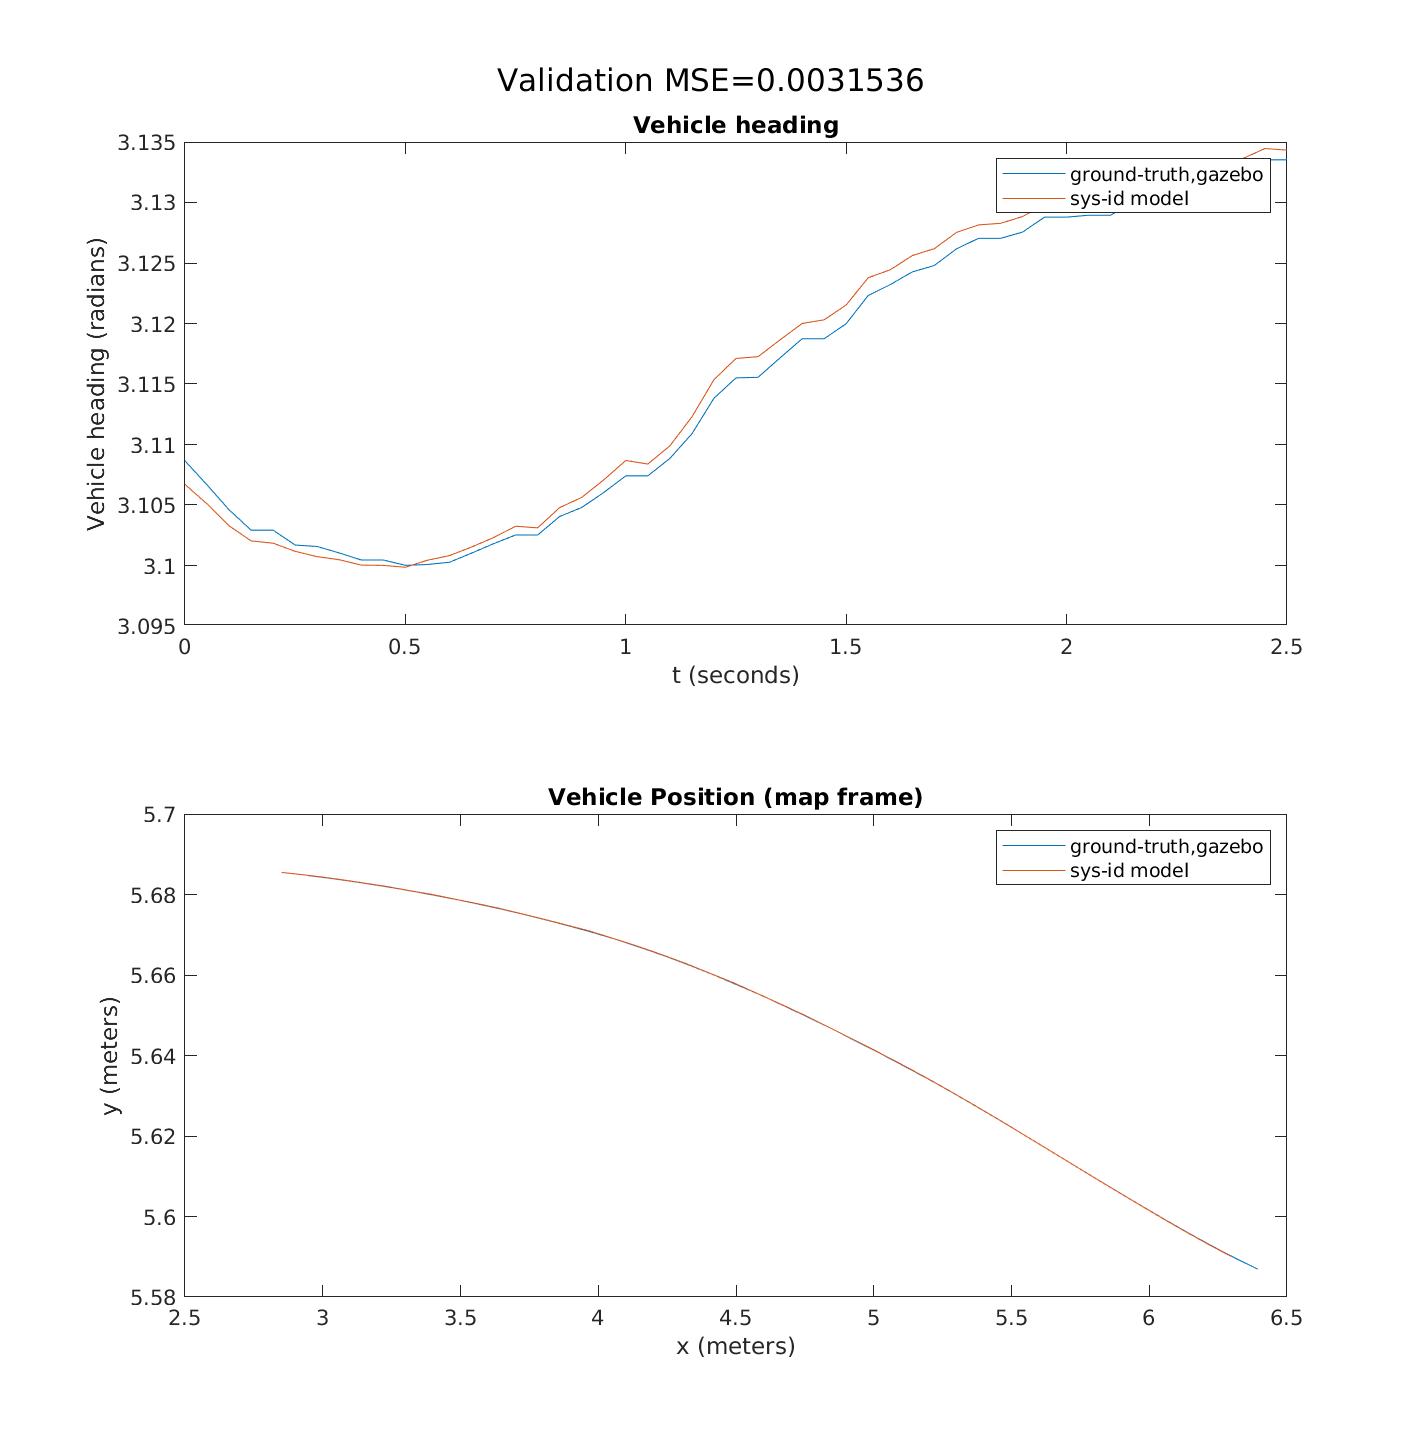 Validation MSE=0.0031536
Vehicle heading
3.135
3.13
3.125
3.12
3.115
3.11
3.105
3.1
3.095
Vehicle heading (radians)
ground-truth,gazebo
sys-id model
0 0.5 1 1.5 2 2.5
t (seconds)
Vehicle Position (map frame)
5.7
5.68
5.66
5.64
5.62
5.6
5.58
y (meters)
ground-truth,gazebo
sys-id model
2.5 3 3.5 4 4.5 5 5.5 6 6.5
x (meters)